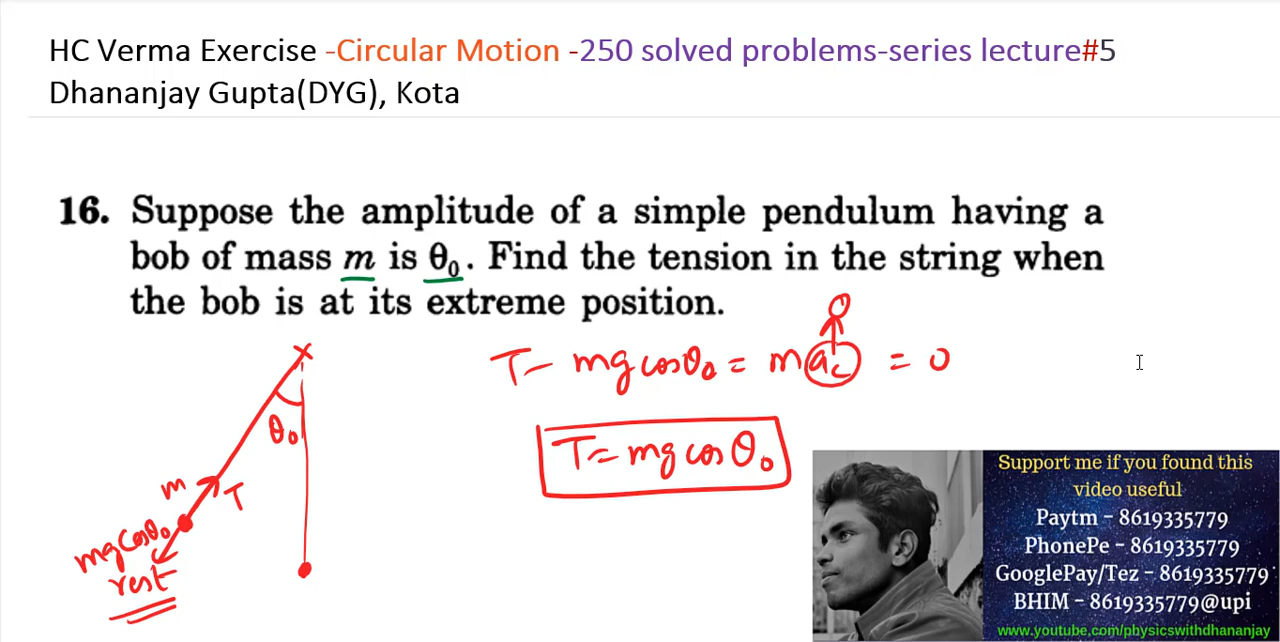 HC Verma Exercise -Circular Motion -250 solved problems-series lecture#5
Dhananjay Gupta(DYG), Kota
16. Suppose the amplitude of a simple pendulum having a
bob of mass m is θ₀. Find the tension in the string when
the bob is at its extreme position.
0
T - mg cosθ₀ = mac = 0
T = mg cosθ₀
θ₀
m
T
mg cosθ₀
rest
Support me if you found this
video useful
Paytm - 8619335779
PhonePe - 8619335779
GooglePay/Tez - 8619335779
BHIM - 8619335779@upi
www.youtube.com/physicswithdhananjay